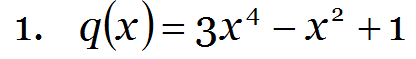 1. q(x) = 3x⁴ − x² + 1